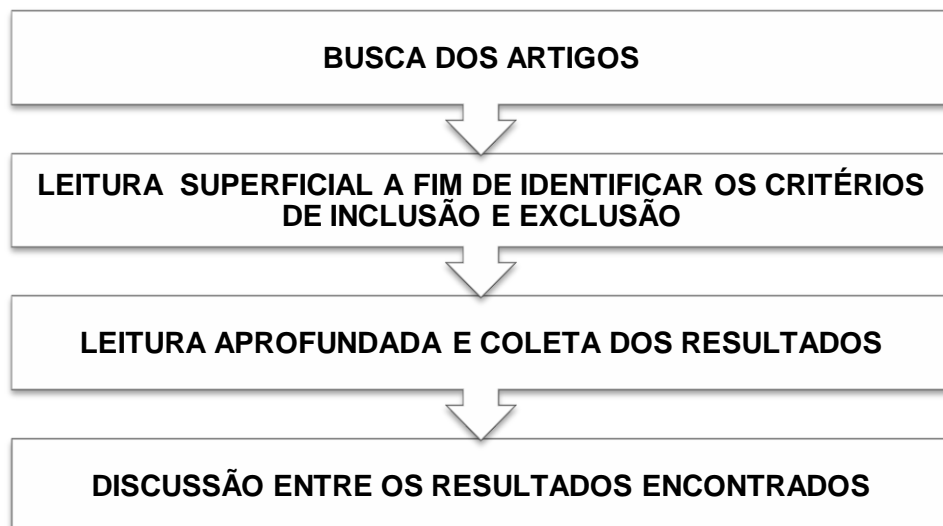 BUSCA DOS ARTIGOS
LEITURA SUPERFICIAL A FIM DE IDENTIFICAR OS CRITÉRIOS
DE INCLUSÃO E EXCLUSÃO
LEITURA APROFUNDADA E COLETA DOS RESULTADOS
DISCUSSÃO ENTRE OS RESULTADOS ENCONTRADOS